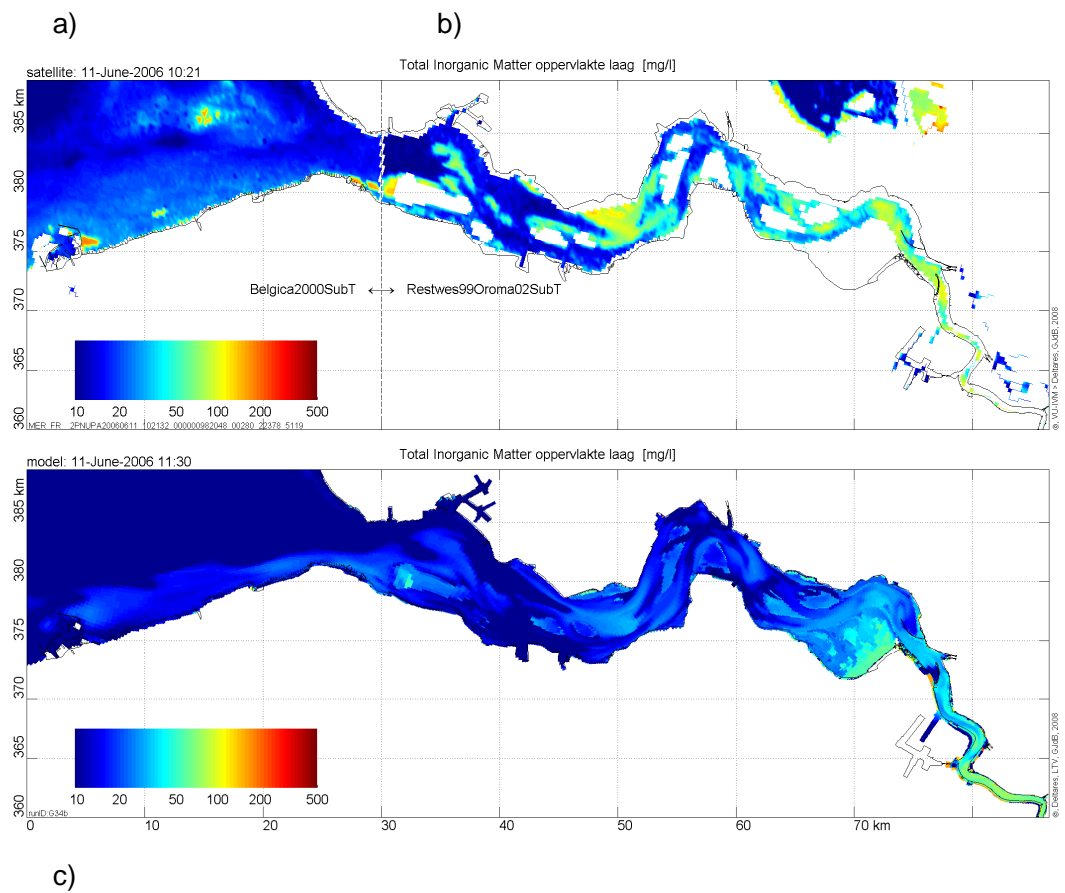 a) b)
Total Inorganic Matter oppervlakte laag [mg/l]
satellite: 11-June-2006 10:21
385 km
380
375
370
365
360
Belgica2000SubT ↔ Restwes99Oroma02SubT
10 20 50 100 200 500
MER_FR__2PNUPA20060611_102132_000000982048_00280_22378_5119
©, VU-IVM > Deltares, GJdB, 2008
Total Inorganic Matter oppervlakte laag [mg/l]
model: 11-June-2006 11:30
385 km
380
375
370
365
360
10 20 50 100 200 500
runID:G34b
©, Deltares, LTV, GJdB, 2008
0 10 20 30 40 50 60 70 km
c)